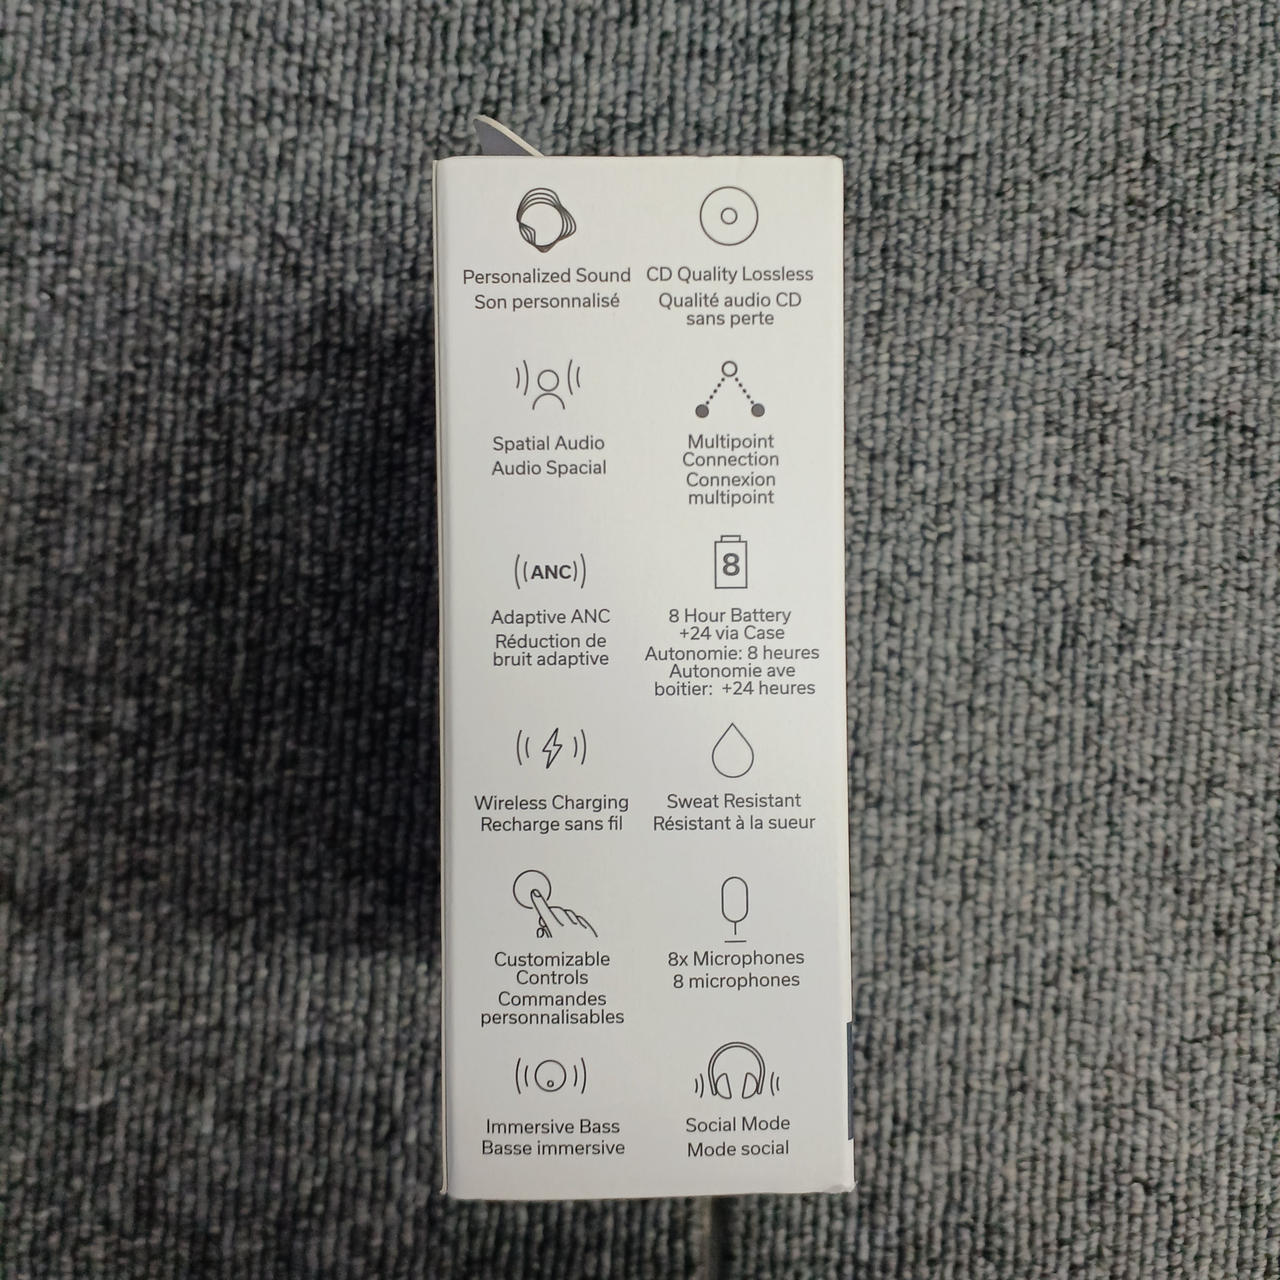 Personalized Sound
Son personnalisé
CD Quality Lossless
Qualité audio CD
sans perte
Spatial Audio
Audio Spacial
Multipoint
Connection
Connexion
multipoint
ANC
Adaptive ANC
Réduction de
bruit adaptive
8
8 Hour Battery
+24 via Case
Autonomie: 8 heures
Autonomie ave
boitier: +24 heures
Wireless Charging
Recharge sans fil
Sweat Resistant
Résistant à la sueur
Customizable
Controls
Commandes
personnalisables
8x Microphones
8 microphones
Immersive Bass
Basse immersive
Social Mode
Mode social